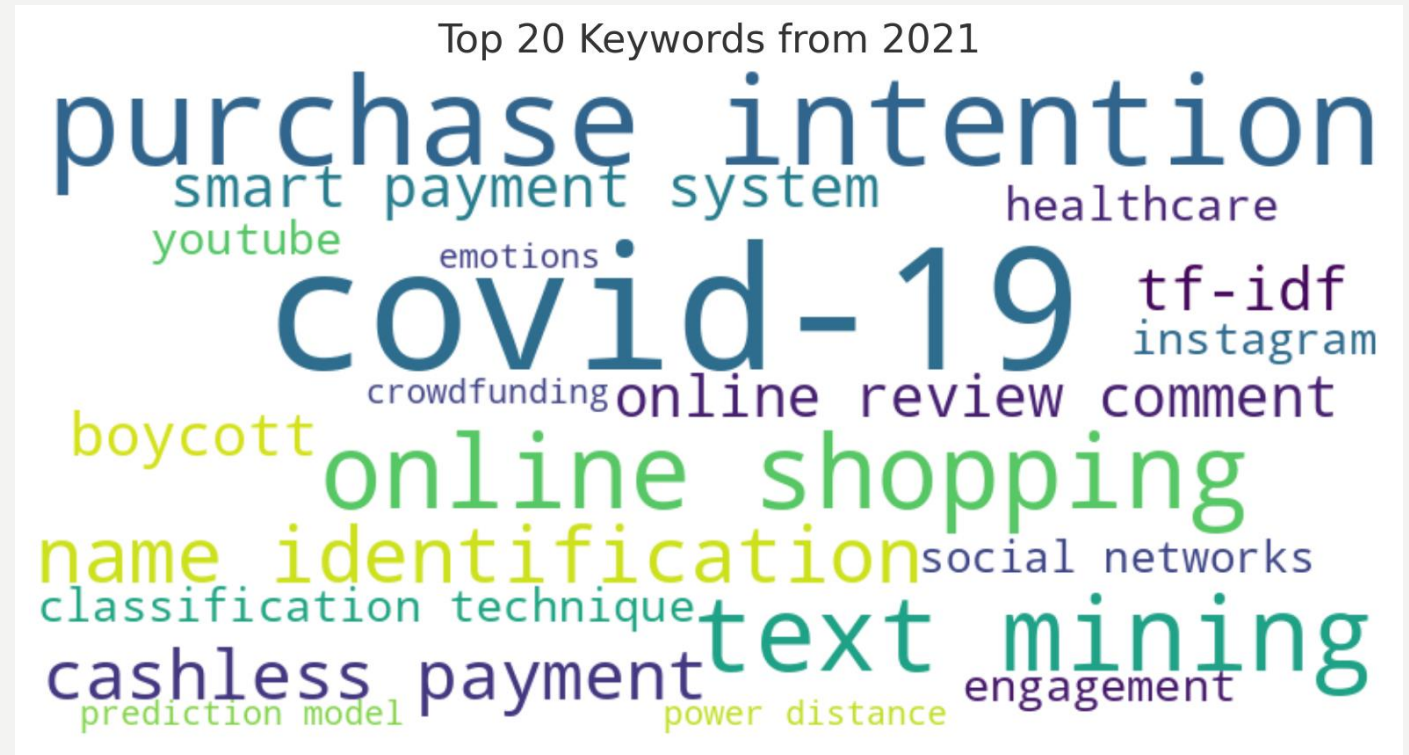 Top 20 Keywords from 2021
purchase intention
smart payment system
healthcare
youtube
emotions
covid-19
tf-idf
instagram
crowdfunding
online review comment
boycott
online shopping
name identification
social networks
classification technique
text mining
cashless payment
engagement
prediction model
power distance